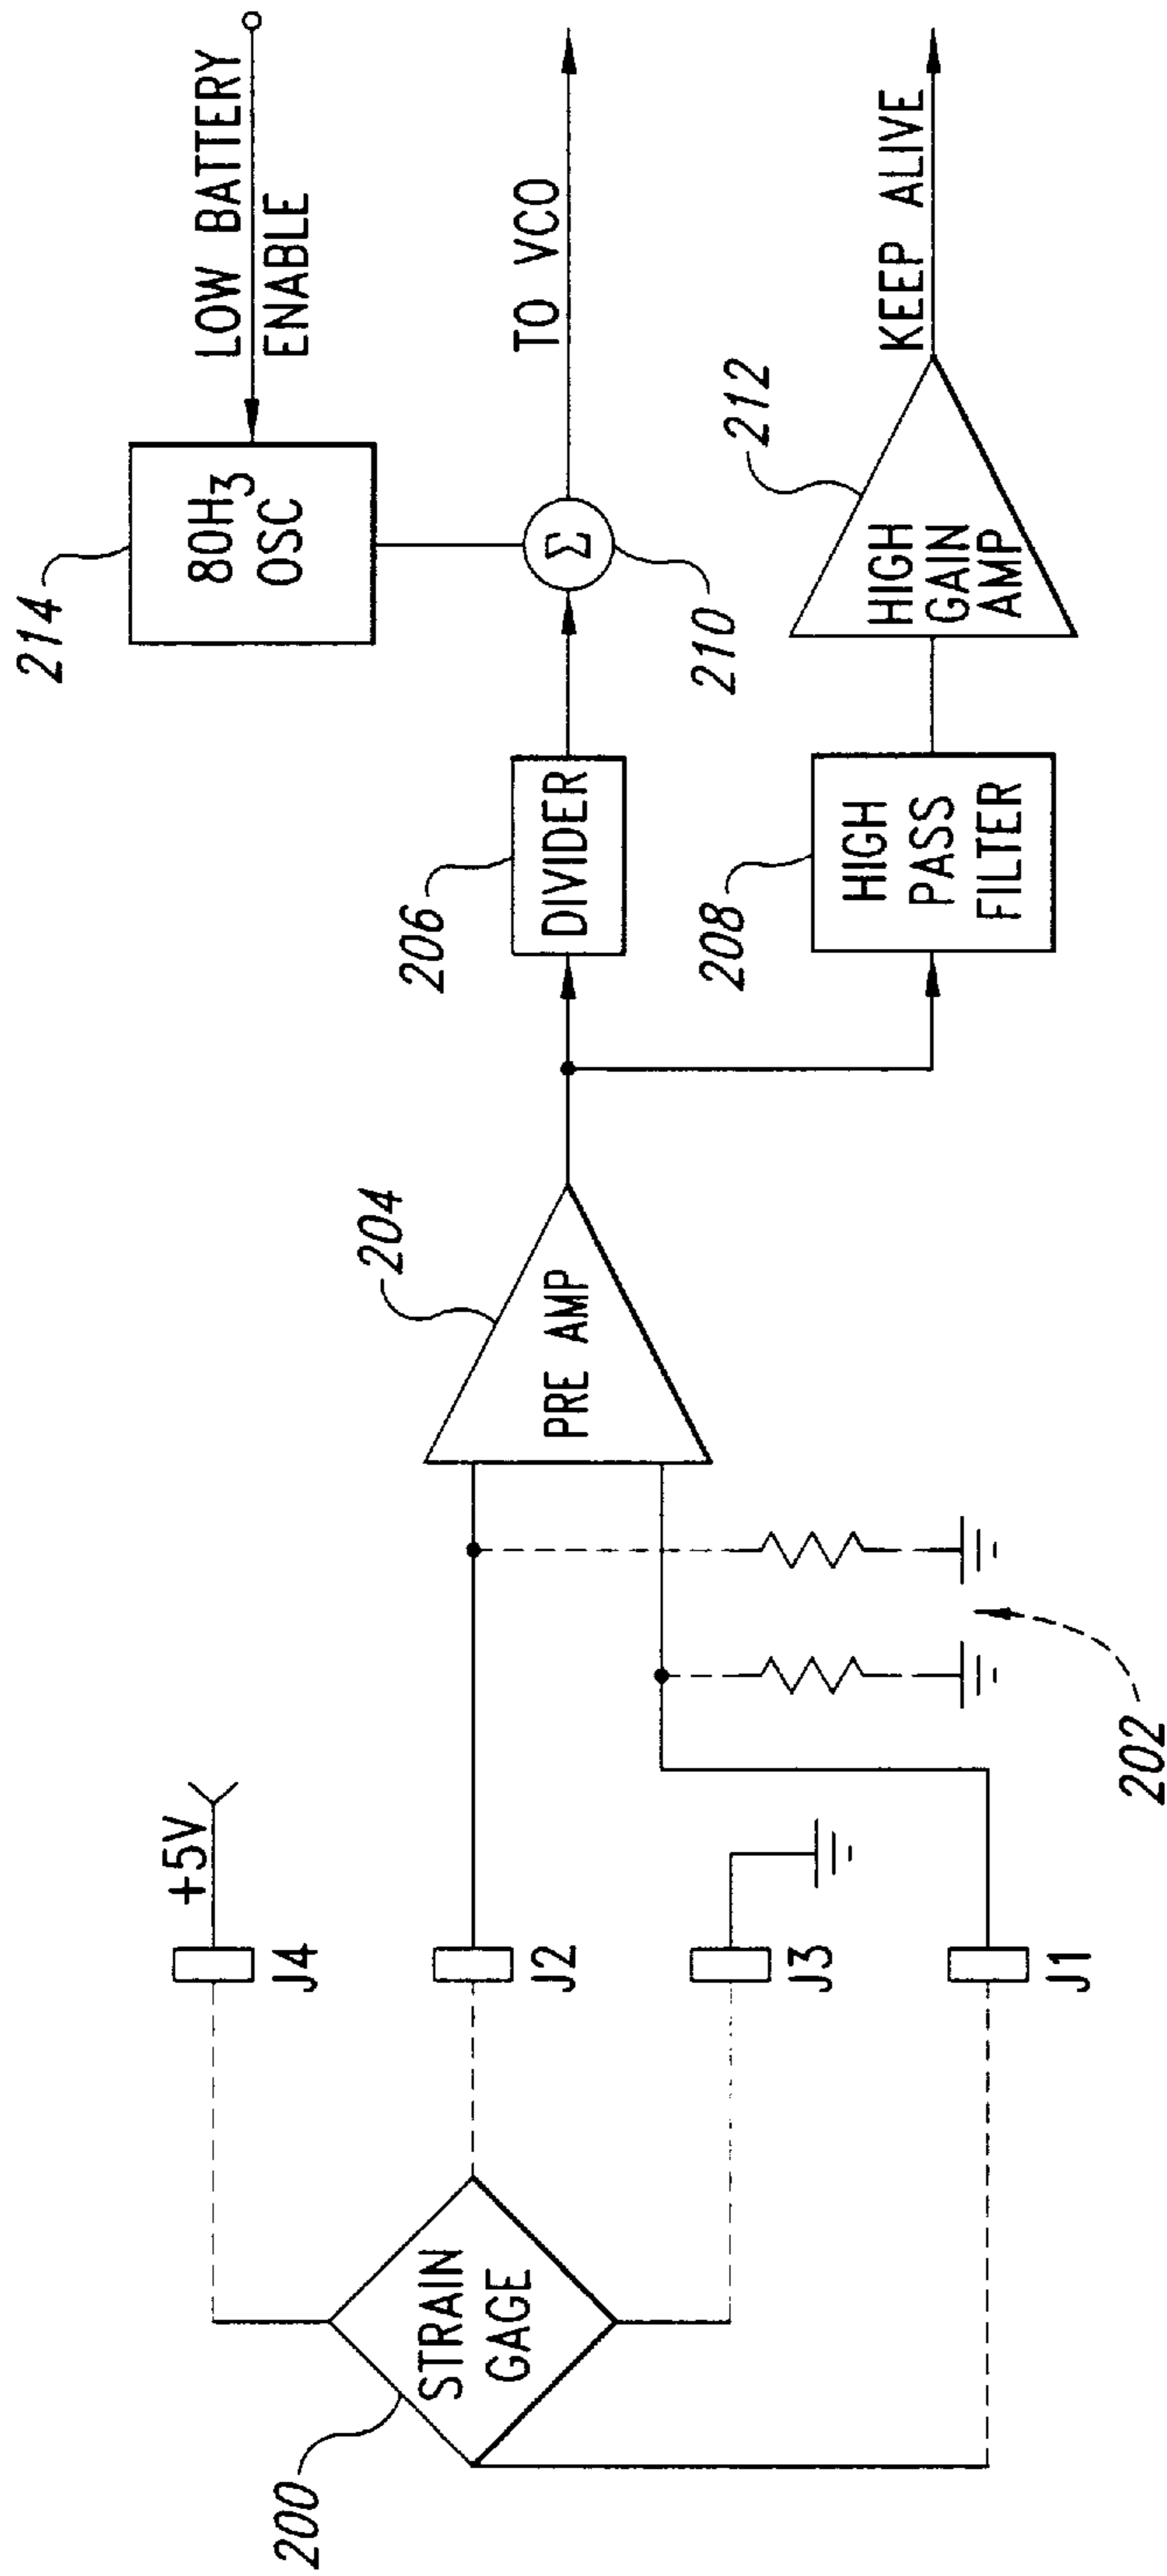 200
STRAIN
GAGE
+5V
J4
J2
J3
J1
202
204
PRE AMP
206
DIVIDER
208
HIGH
PASS
FILTER
214
80H3
OSC
LOW BATTERY
ENABLE
Σ
210
TO VCO
212
HIGH
GAIN
AMP
KEEP ALIVE